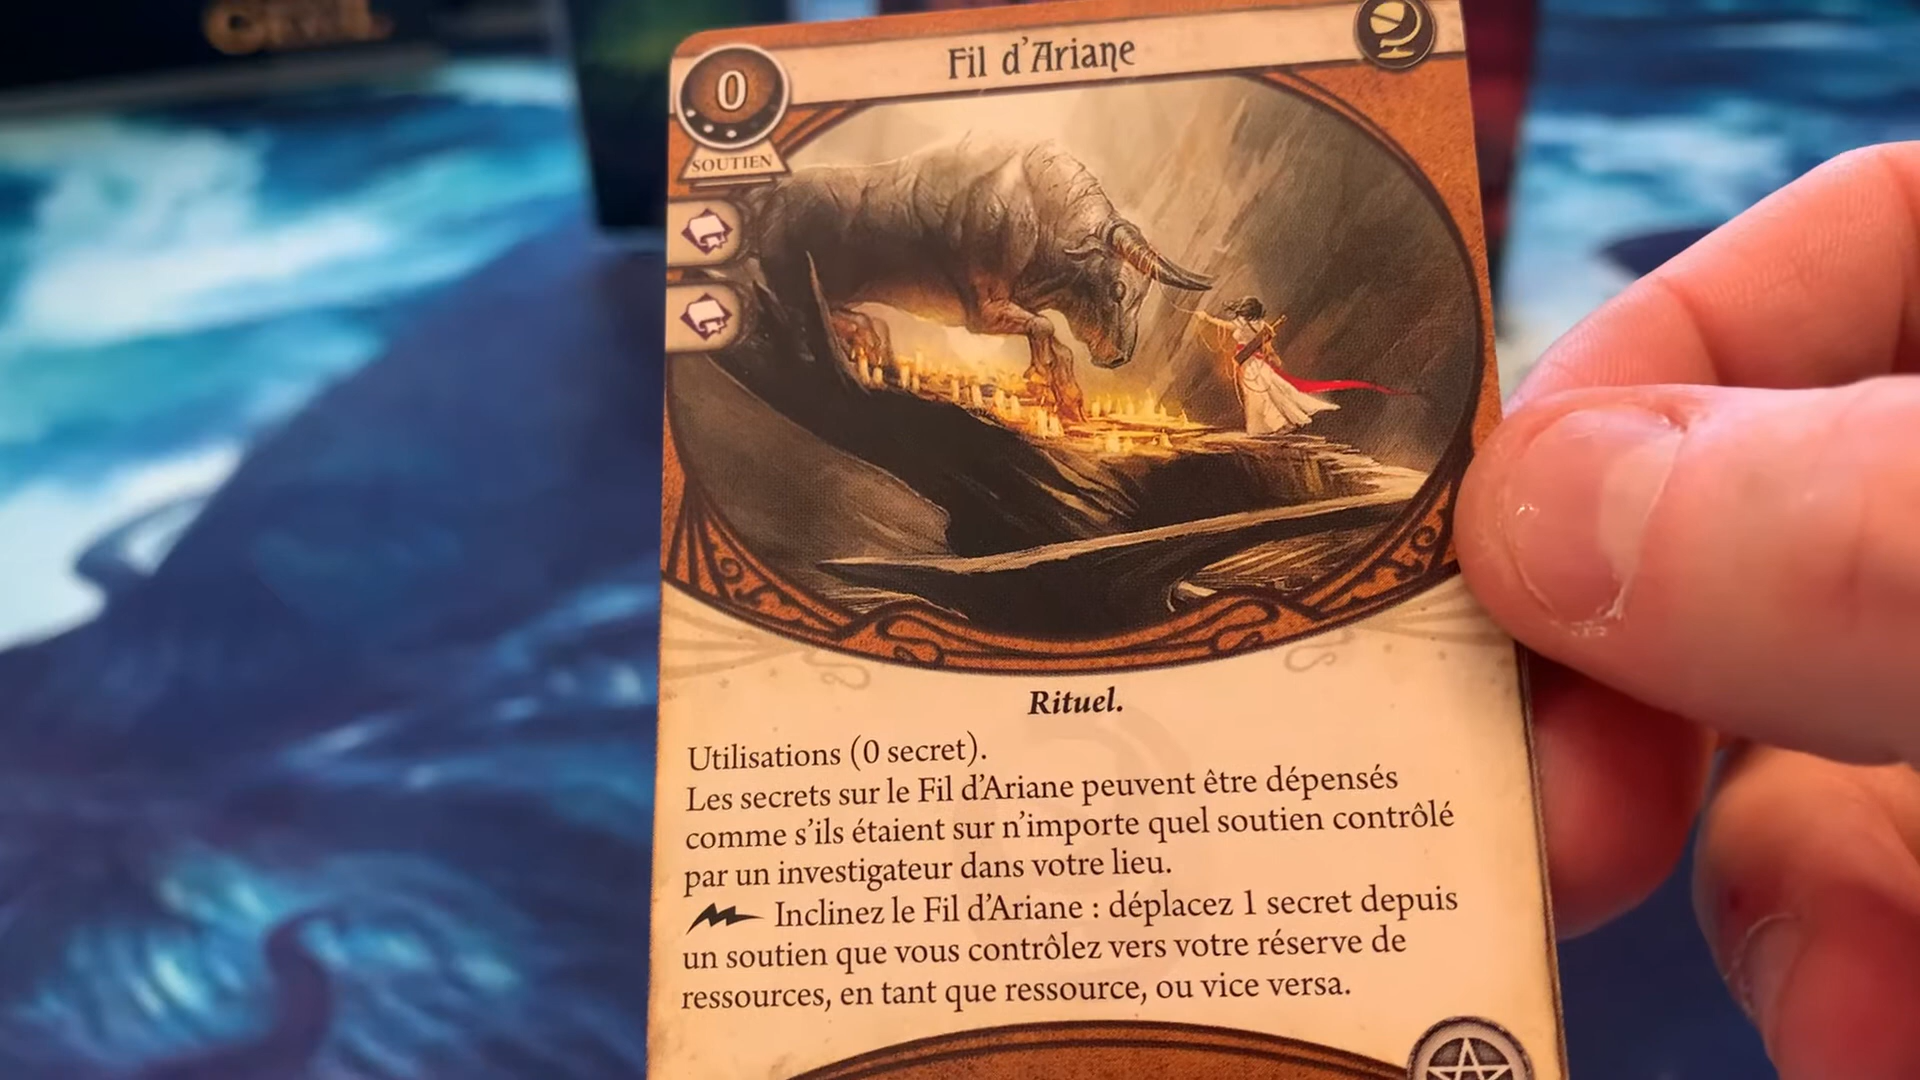 Fil d'Ariane
0
SOUTIEN
Rituel.
Utilisations (0 secret).
Les secrets sur le Fil d'Ariane peuvent être dépensés
comme s'ils étaient sur n'importe quel soutien contrôlé
par un investigateur dans votre lieu.
Inclinez le Fil d'Ariane : déplacez 1 secret depuis
un soutien que vous contrôlez vers votre réserve de
ressources, en tant que ressource, ou vice versa.